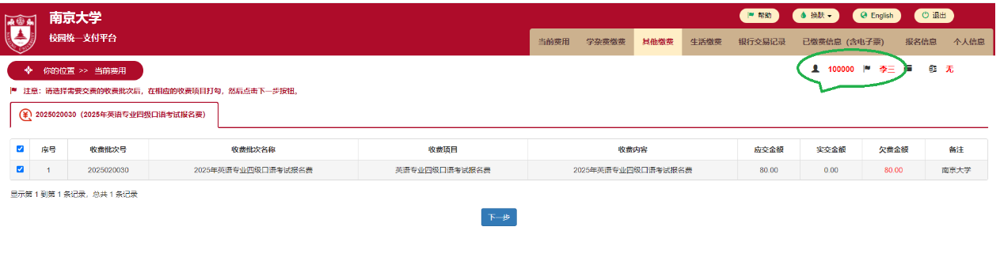 南京大学
校园统一支付平台
帮助 换肤 English 退出
当前费用 学杂费缴费 其他缴费 生活缴费 银行交易记录 已缴费信息（含电子票） 报名信息 个人信息
你的位置 >> 当前费用
100000 李三 无
注意：请选择需要交费的收费批次后，在相应的收费项目打勾，然后点击下一步按钮。
2025020030（2025年英语专业四级口语考试报名费）
序号 收费批次号 收费批次名称 收费项目 收费内容 应交金额 实交金额 欠费金额 备注
1 2025020030 2025年英语专业四级口语考试报名费 英语专业四级口语考试报名费 2025年英语专业四级口语考试报名费 80.00 0.00 80.00 南京大学
显示第 1 到第 1 条记录，总共 1 条记录
下一步